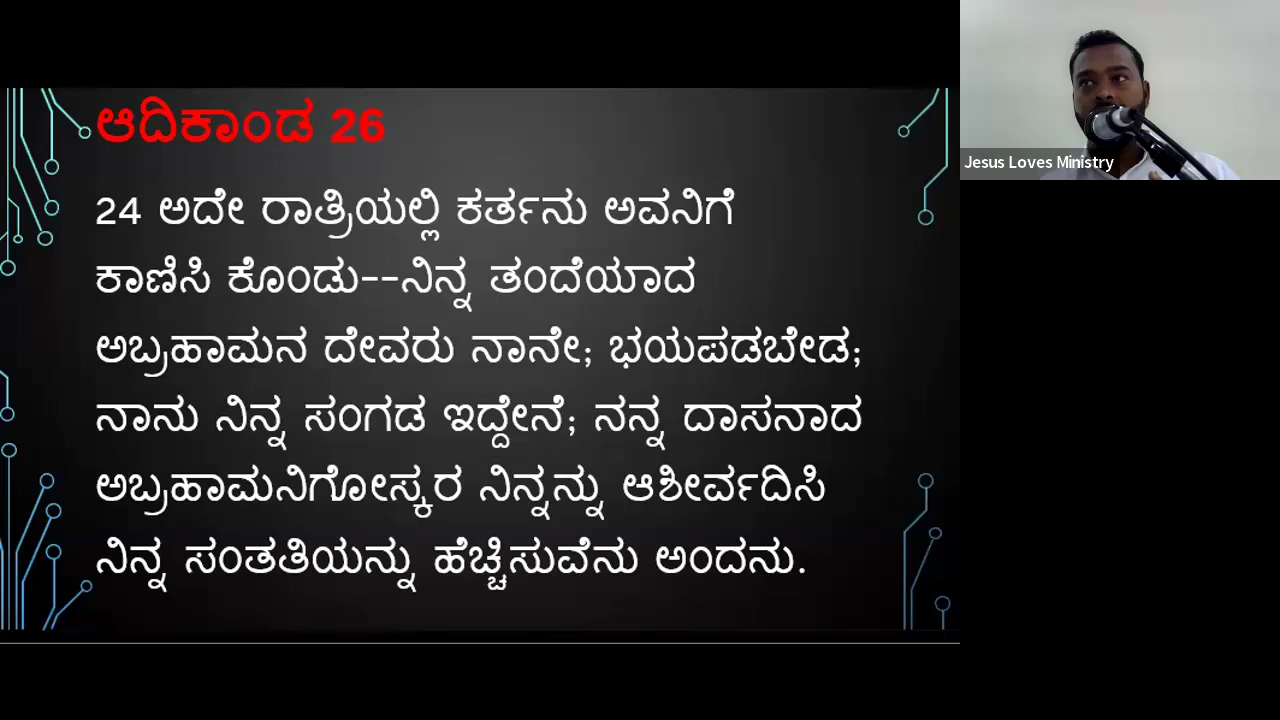 ಆದಿಕಾಂಡ 26
24 ಅದೇ ರಾತ್ರಿಯಲ್ಲಿ ಕರ್ತನು ಅವನಿಗೆ
ಕಾಣಿಸಿ ಕೊಂಡು--ನಿನ್ನ ತಂದೆಯಾದ
ಅಬ್ರಹಾಮನ ದೇವರು ನಾನೇ; ಭಯಪಡಬೇಡ;
ನಾನು ನಿನ್ನ ಸಂಗಡ ಇದ್ದೇನೆ; ನನ್ನ ದಾಸನಾದ
ಅಬ್ರಹಾಮನಿಗೋಸ್ಕರ ನಿನ್ನನ್ನು ಆಶೀರ್ವದಿಸಿ
ನಿನ್ನ ಸಂತತಿಯನ್ನು ಹೆಚ್ಚಿಸುವೆನು ಅಂದನು.
Jesus Loves Ministry